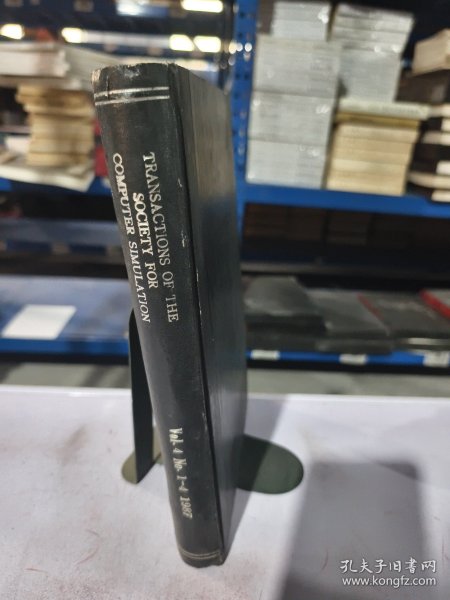 TRANSACTIONS OF THE
SOCIETY FOR
COMPUTER SIMULATION
Vol.4 No.1-4 1987
孔夫子旧书网
www.kongfz.com